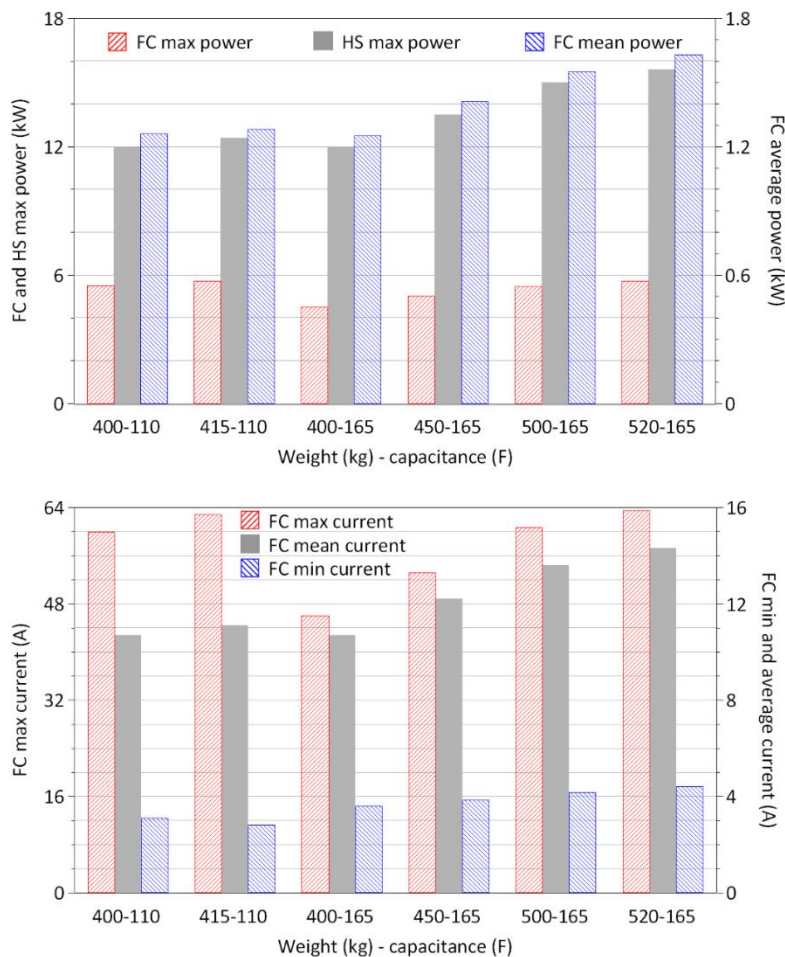 18
1.8
FC max power
HS max power
FC mean power
FC and HS max power (kW)
FC average power (kW)
12
1.2
6
0.6
0
0
400-110 415-110 400-165 450-165 500-165 520-165
Weight (kg) - capacitance (F)
64
16
FC max current
FC mean current
FC min current
FC max current (A)
FC min and average current (A)
48
12
32
8
16
4
0
0
400-110 415-110 400-165 450-165 500-165 520-165
Weight (kg) - capacitance (F)